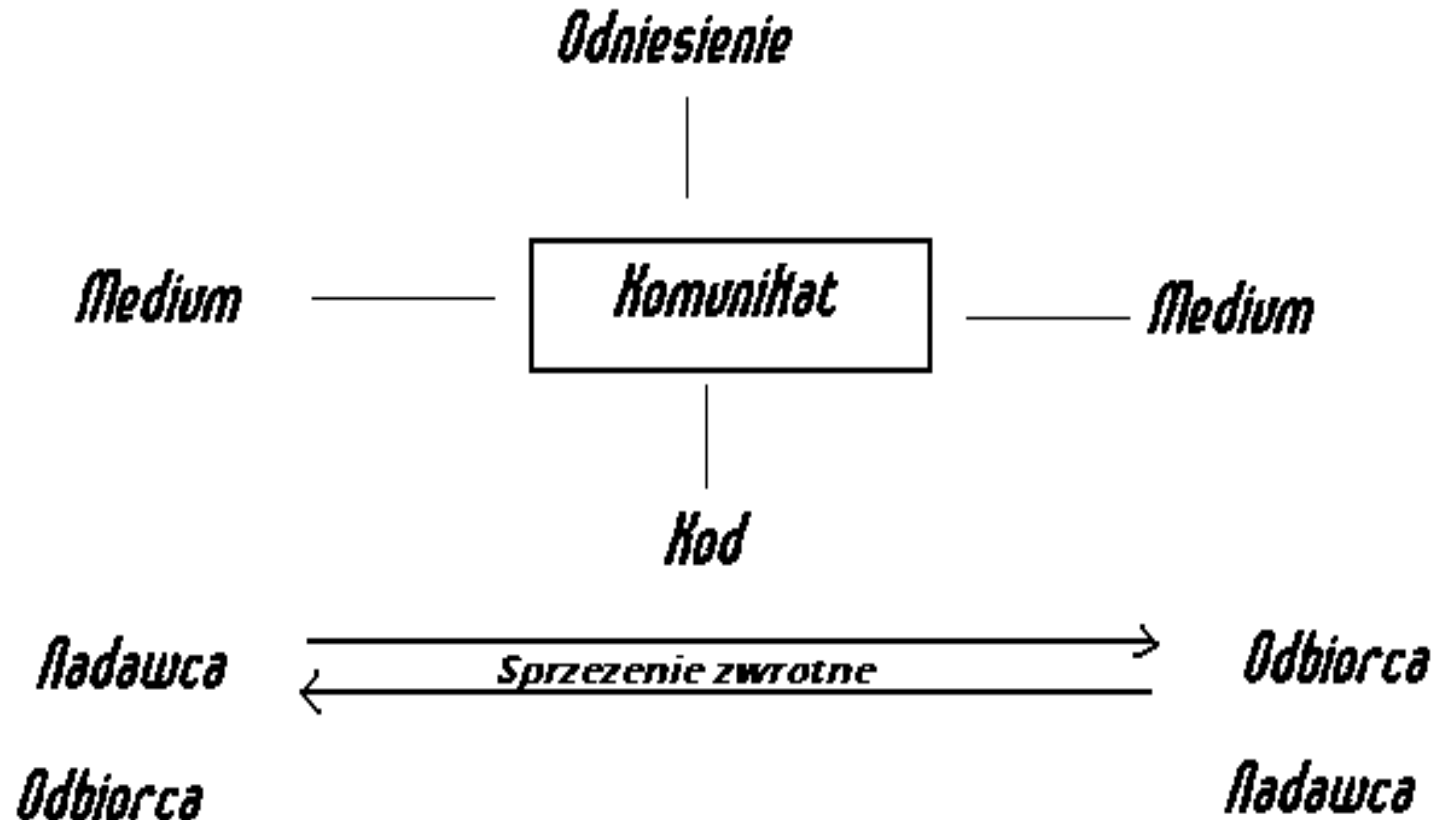 Odniesienie
Medium
Komunikat
Medium
Kod
Nadawca
Sprzezenie zwrotne
Odbiorca
Odbiorca
Nadawca